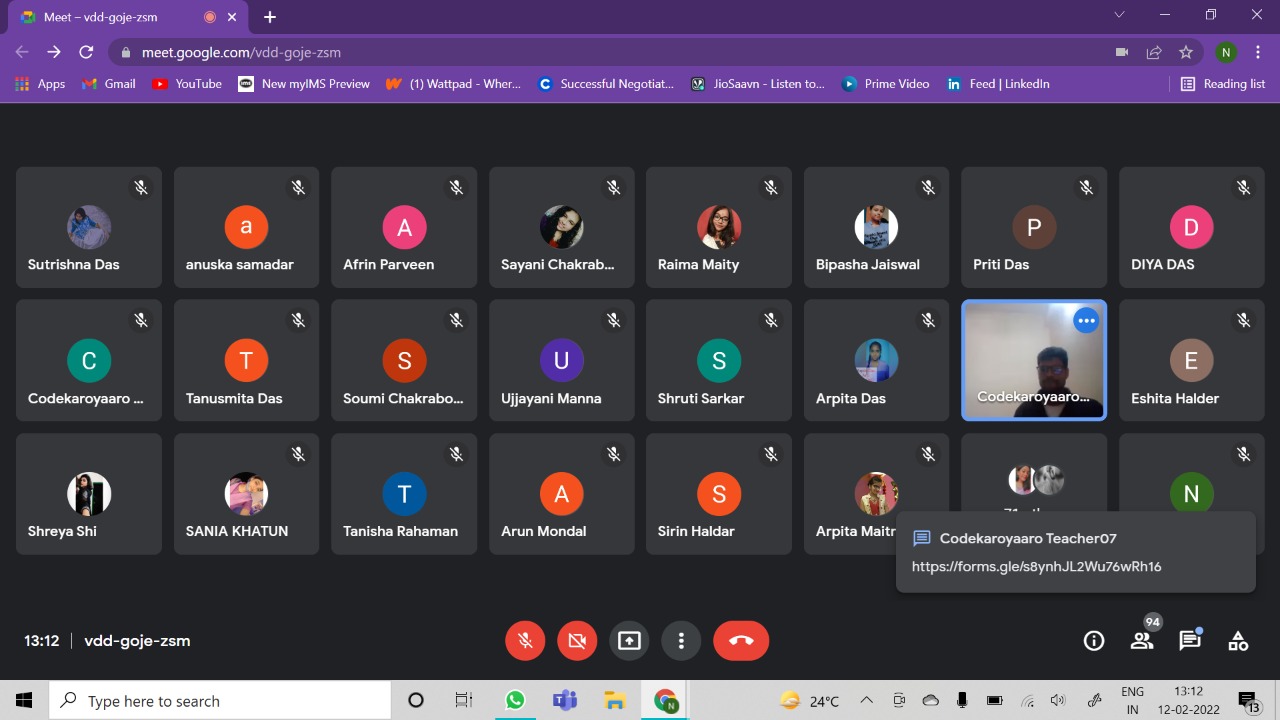 Meet – vdd-goje-zsm
meet.google.com/vdd-goje-zsm
N
Apps
Gmail
YouTube
ims
New myIMS Preview
(1) Wattpad - Wher...
C
Successful Negotiat...
JioSaavn - Listen to...
Prime Video
in
Feed | LinkedIn
Reading list
Sutrishna Das
a
anuska samadar
A
Afrin Parveen
Sayani Chakrab...
Raima Maity
Bipasha Jaiswal
P
Priti Das
D
DIYA DAS
C
Codekaroyaaro ...
T
Tanusmita Das
S
Soumi Chakrabo...
U
Ujjayani Manna
S
Shruti Sarkar
Arpita Das
Codekaroyaaro...
E
Eshita Halder
Shreya Shi
SANIA KHATUN
T
Tanisha Rahaman
A
Arun Mondal
S
Sirin Haldar
Arpita Maitr
N
Codekaroyaaro Teacher07
https://forms.gle/s8ynhJL2Wu76wRh16
13:12 | vdd-goje-zsm
94
Type here to search
N
24°C
ENG
IN
13:12
12-02-2022
13